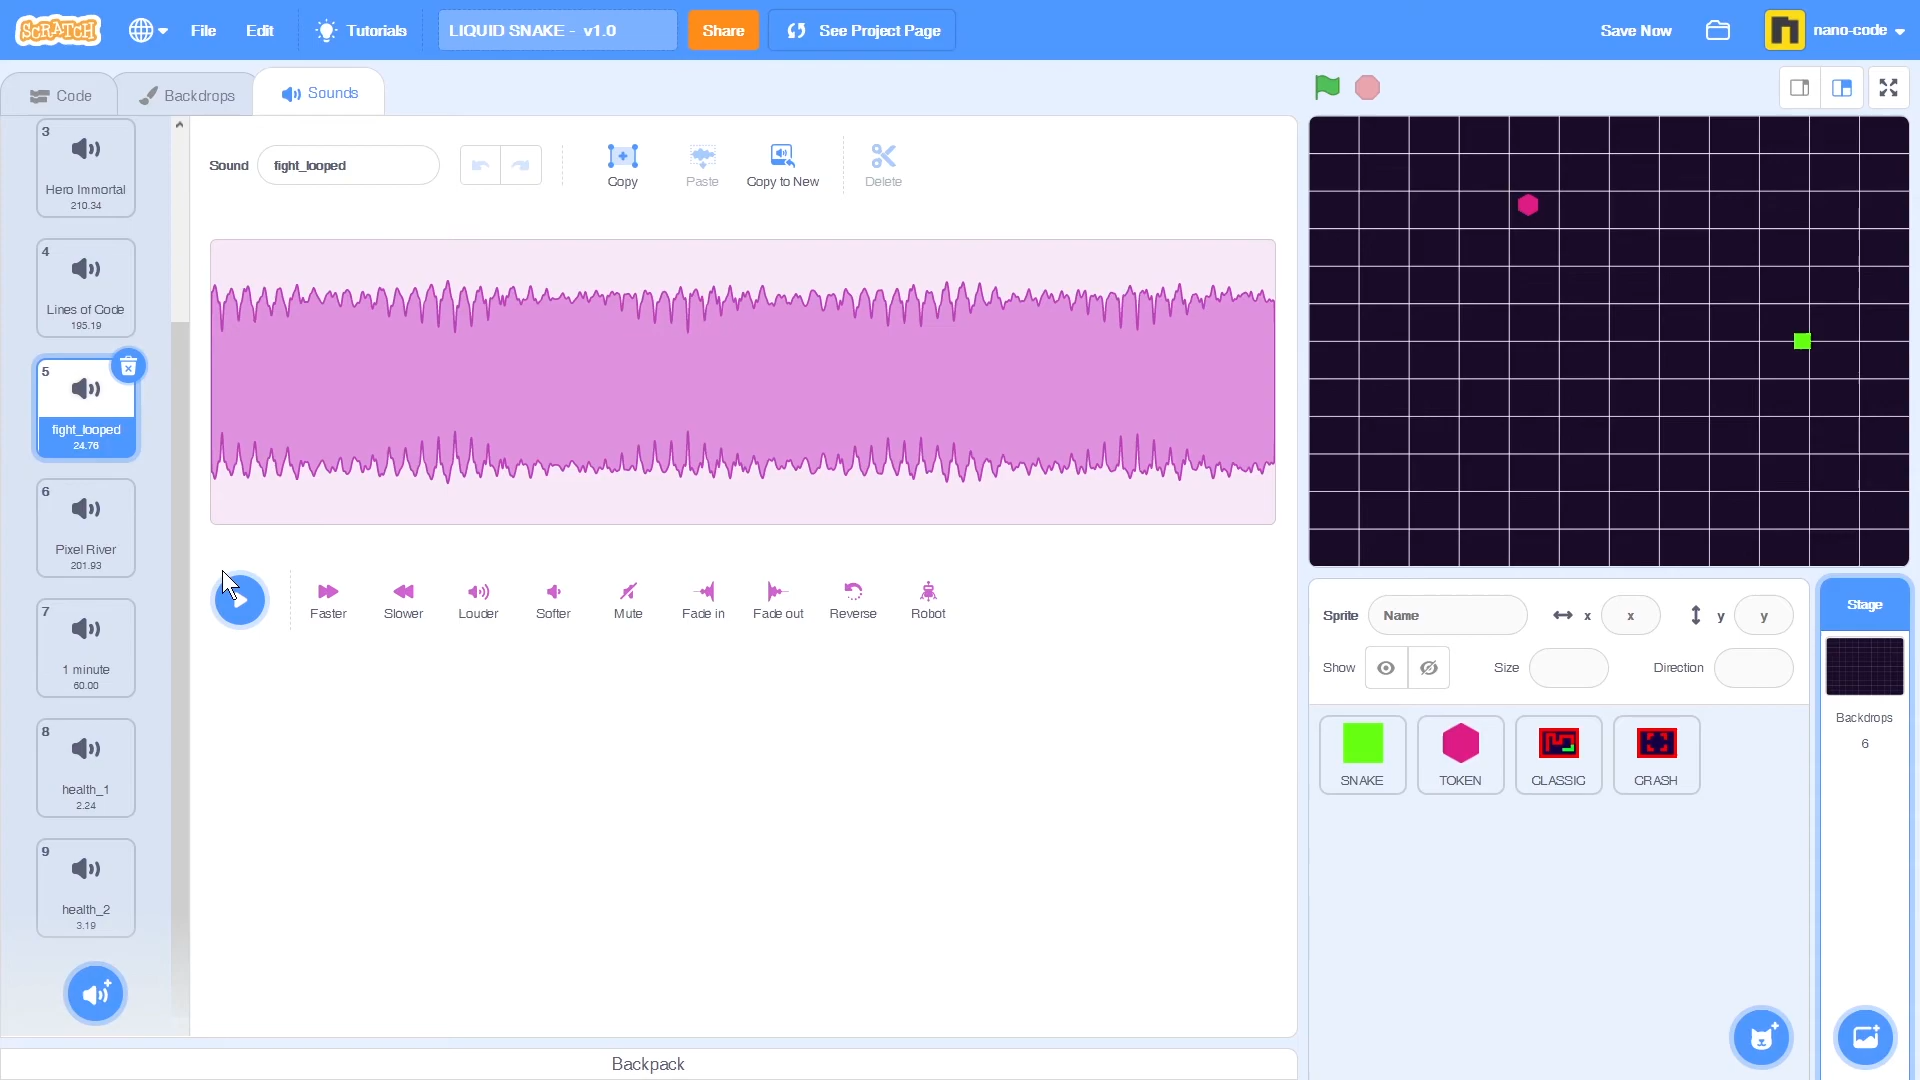 SCRATCH
File
Edit
Tutorials
LIQUID SNAKE - v1.0
Share
See Project Page
Save Now
nano-code
Code
Backdrops
Sounds
3
Hero Immortal
210.34
4
Lines of Code
195.19
5
fight_looped
24.76
6
Pixel River
201.93
7
1 minute
60.00
8
health_1
2.24
9
health_2
3.19
Sound
fight_looped
Copy
Paste
Copy to New
Delete
Faster
Slower
Louder
Softer
Mute
Fade in
Fade out
Reverse
Robot
Backpack
Sprite
Name
x
x
y
y
Show
Size
Direction
SNAKE
TOKEN
CLASSIC
CRASH
Stage
Backdrops
6